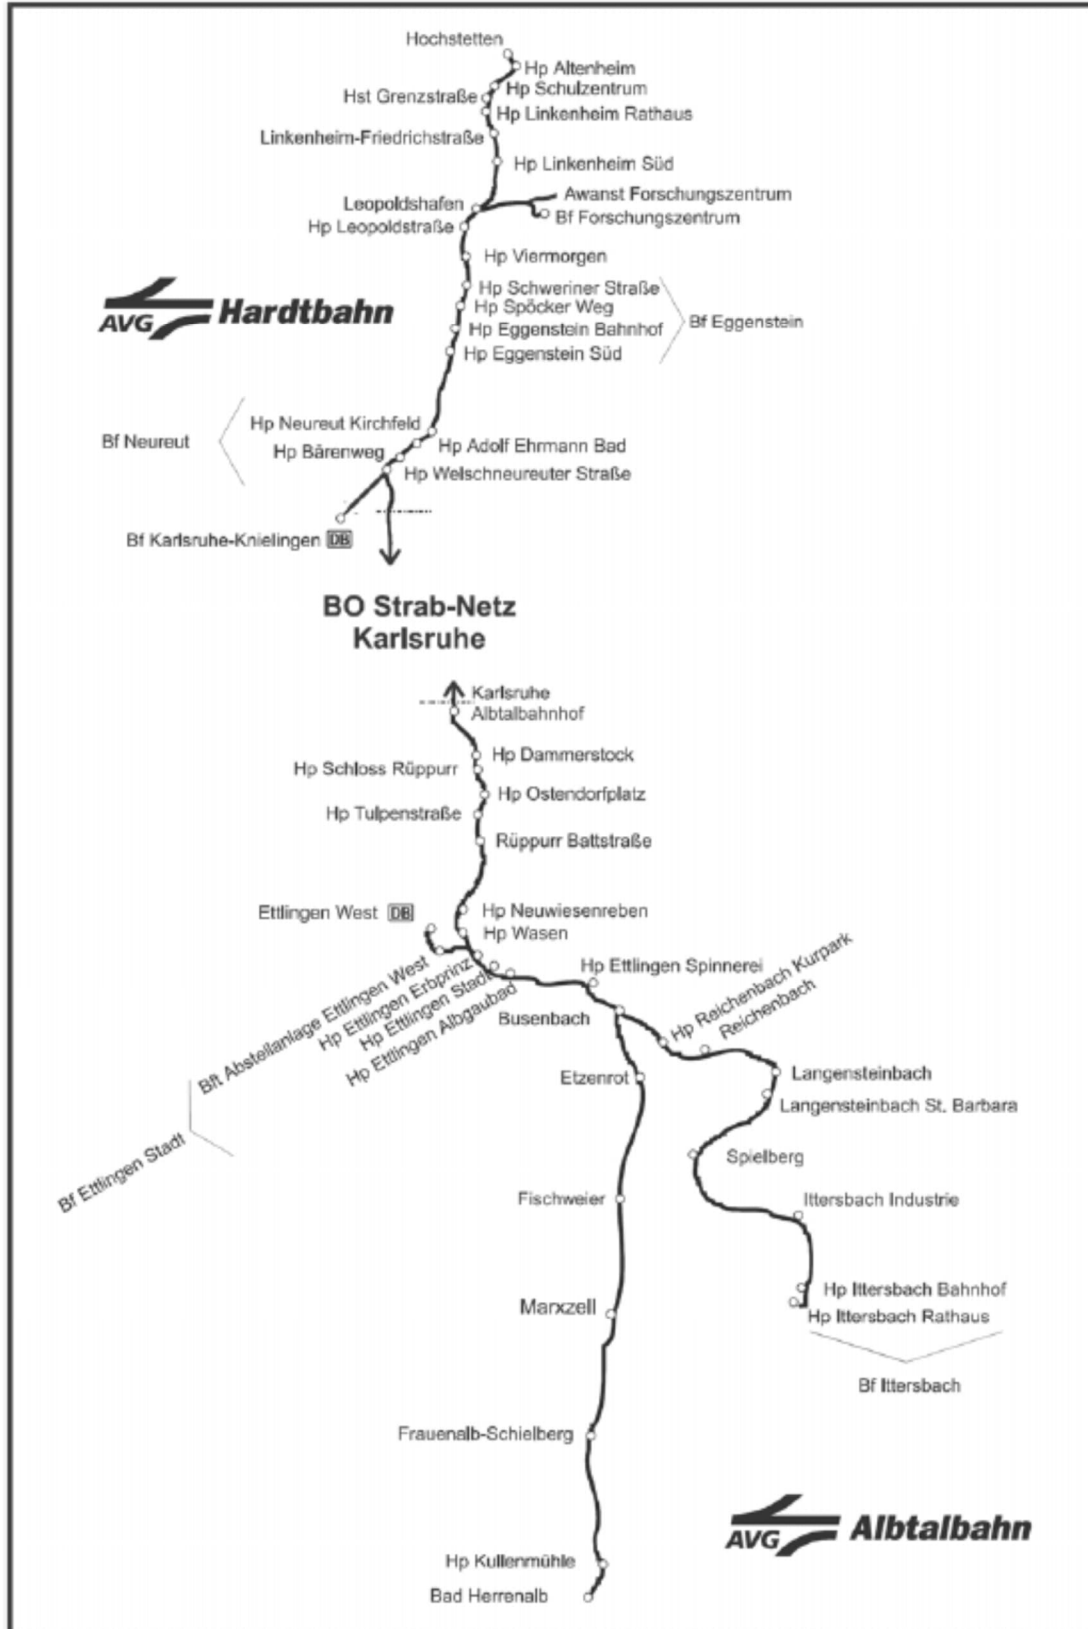 Hochstetten
Hp Altenheim
Hp Schulzentrum
Hst Grenzstraße
Hp Linkenheim Rathaus
Linkenheim-Friedrichstraße
Hp Linkenheim Süd
Awanst Forschungszentrum
Leopoldshafen
Bf Forschungszentrum
Hp Leopoldstraße
Hp Viermorgen
Hp Schweriner Straße
Hp Spöcker Weg
AVG Hardtbahn
Bf Eggenstein
Hp Eggenstein Bahnhof
Hp Eggenstein Süd
Hp Neureut Kirchfeld
Bf Neureut
Hp Adolf Ehrmann Bad
Hp Bärenweg
Hp Welschneureuter Straße
Bf Karlsruhe-Knielingen DB
BO Strab-Netz
Karlsruhe
Karlsruhe
Albtalbahnhof
Hp Dammerstock
Hp Schloss Rüppurr
Hp Ostendorfplatz
Hp Tulpenstraße
Rüppurr Battstraße
Ettlingen West DB
Hp Neuwiesenreben
Hp Wasen
Bft Abstellanlage Ettlingen West
Hp Ettlingen Erbprinz
Hp Ettlingen Stadt
Hp Ettlingen Albgaubad
Bf Ettlingen Stadt
Hp Ettlingen Spinnerei
Busenbach
Hp Reichenbach Kurpark
Reichenbach
Etzenrot
Langensteinbach
Langensteinbach St. Barbara
Spielberg
Fischweier
Ittersbach Industrie
Hp Ittersbach Bahnhof
Marxzell
Hp Ittersbach Rathaus
Bf Ittersbach
Frauenalb-Schielberg
AVG Albtalbahn
Hp Kullenmühle
Bad Herrenalb